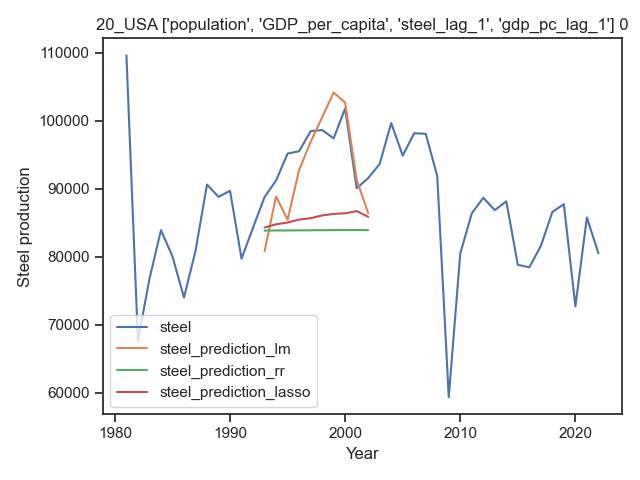 20_USA ['population', 'GDP_per_capita', 'steel_lag_1', 'gdp_pc_lag_1'] 0
110000
100000
90000
80000
70000
60000
Steel production
steel
steel_prediction_lm
steel_prediction_rr
steel_prediction_lasso
1980
1990
2000
2010
2020
Year